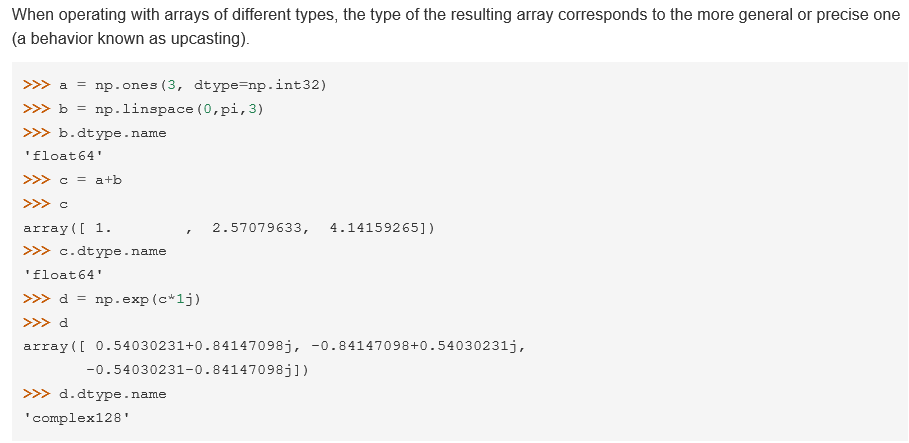 When operating with arrays of different types, the type of the resulting array corresponds to the more general or precise one
(a behavior known as upcasting).
>>> a = np.ones(3, dtype=np.int32)
>>> b = np.linspace(0,pi,3)
>>> b.dtype.name
'float64'
>>> c = a+b
>>> c
array([ 1.        ,  2.57079633,  4.14159265])
>>> c.dtype.name
'float64'
>>> d = np.exp(c*1j)
>>> d
array([ 0.54030231+0.84147098j, -0.84147098+0.54030231j,
       -0.54030231-0.84147098j])
>>> d.dtype.name
'complex128'